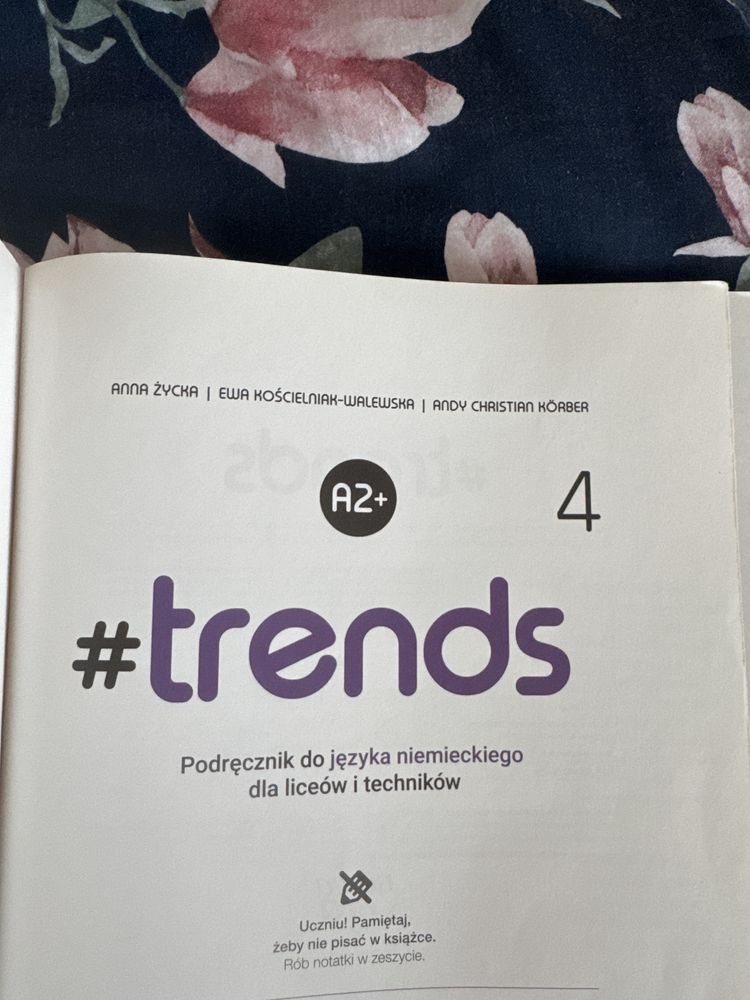 ANNA ŻYCKA | EWA KOŚCIELNIAK-WALEWSKA | ANDY CHRISTIAN KÖRBER
A2+
4
#trends
Podręcznik do języka niemieckiego
dla liceów i techników
Uczniu! Pamiętaj,
żeby nie pisać w książce.
Rób notatki w zeszycie.